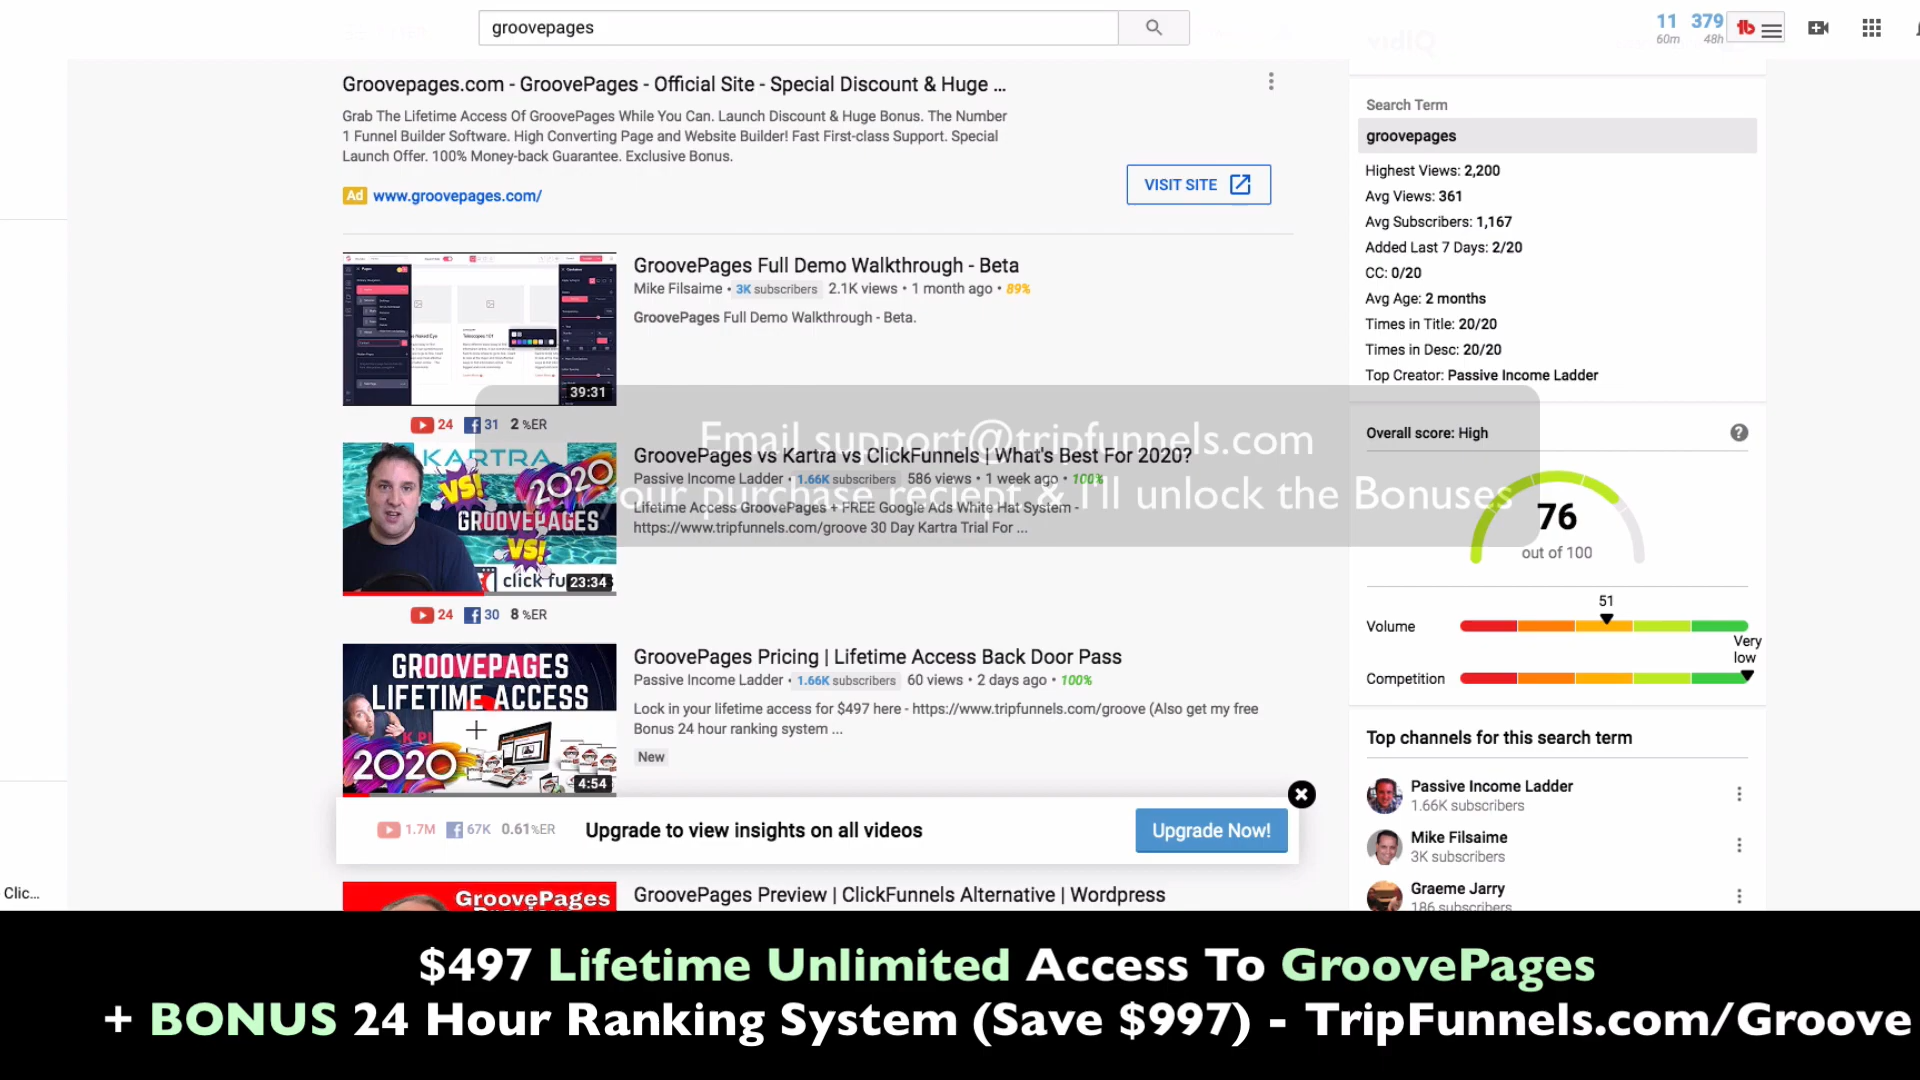 groovepages
11 379
60m 48h
Groovepages.com - GroovePages - Official Site - Special Discount & Huge ...
Grab The Lifetime Access Of GroovePages While You Can. Launch Discount & Huge Bonus. The Number
1 Funnel Builder Software. High Converting Page and Website Builder! Fast First-class Support. Special
Launch Offer. 100% Money-back Guarantee. Exclusive Bonus.
Ad www.groovepages.com/
VISIT SITE
GroovePages Full Demo Walkthrough - Beta
Mike Filsaime • 3K subscribers 2.1K views • 1 month ago • 89%
GroovePages Full Demo Walkthrough - Beta.
39:31
24 31 2 %ER
Email support@tripfunnels.com
your purchase reciept & I'll unlock the Bonuses
GroovePages vs Kartra vs ClickFunnels | What's Best For 2020?
Passive Income Ladder • 1.66K subscribers 586 views • 1 week ago • 100%
Lifetime Access GroovePages + FREE Google Ads White Hat System -
https://www.tripfunnels.com/groove 30 Day Kartra Trial For ...
KARTRA
VS!
2020
GROOVEPAGES
VS!
click fu
23:34
24 30 8 %ER
GroovePages Pricing | Lifetime Access Back Door Pass
Passive Income Ladder • 1.66K subscribers 60 views • 2 days ago • 100%
Lock in your lifetime access for $497 here - https://www.tripfunnels.com/groove (Also get my free
Bonus 24 hour ranking system ...
New
GROOVEPAGES
LIFETIME ACCESS
2020
4:54
1.7M 67K 0.61%ER
Upgrade to view insights on all videos
Upgrade Now!
Clic...
GroovePages
GroovePages Preview | ClickFunnels Alternative | Wordpress
vidIQ
Search Term
groovepages
Highest Views: 2,200
Avg Views: 361
Avg Subscribers: 1,167
Added Last 7 Days: 2/20
CC: 0/20
Avg Age: 2 months
Times in Title: 20/20
Times in Desc: 20/20
Top Creator: Passive Income Ladder
Overall score: High
76
out of 100
51
Volume
Very
low
Competition
Top channels for this search term
Passive Income Ladder
1.66K subscribers
Mike Filsaime
3K subscribers
Graeme Jarry
186 subscribers
$497 Lifetime Unlimited Access To GroovePages
+ BONUS 24 Hour Ranking System (Save $997) - TripFunnels.com/Groove